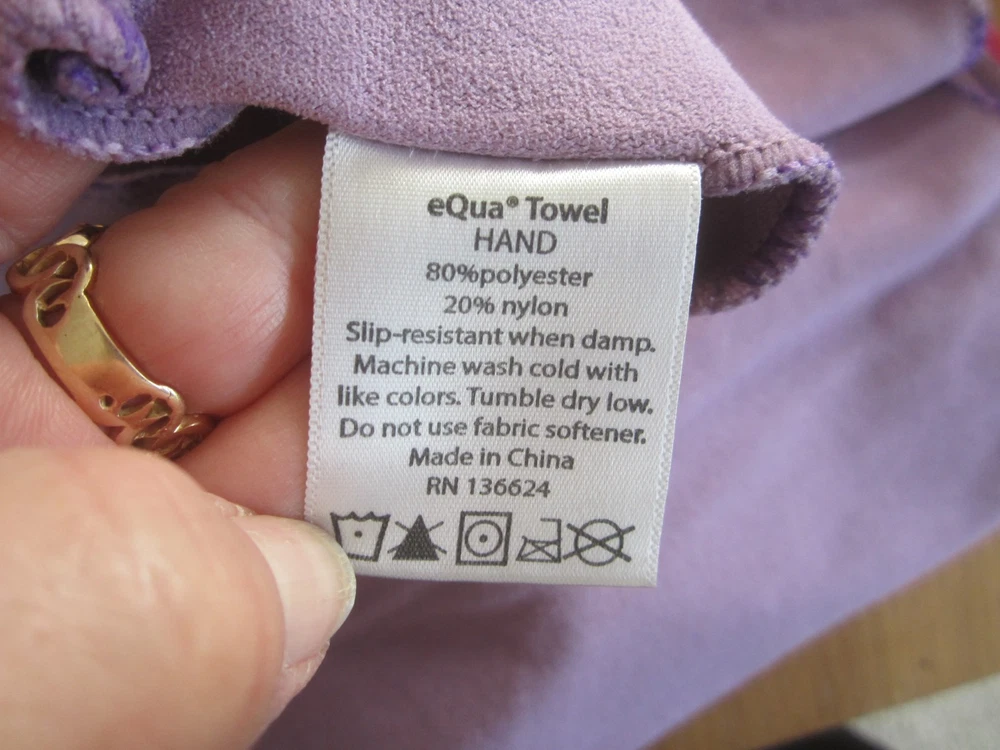 eQua® Towel
HAND
80%polyester
20% nylon
Slip-resistant when damp.
Machine wash cold with
like colors. Tumble dry low.
Do not use fabric softener.
Made in China
RN 136624